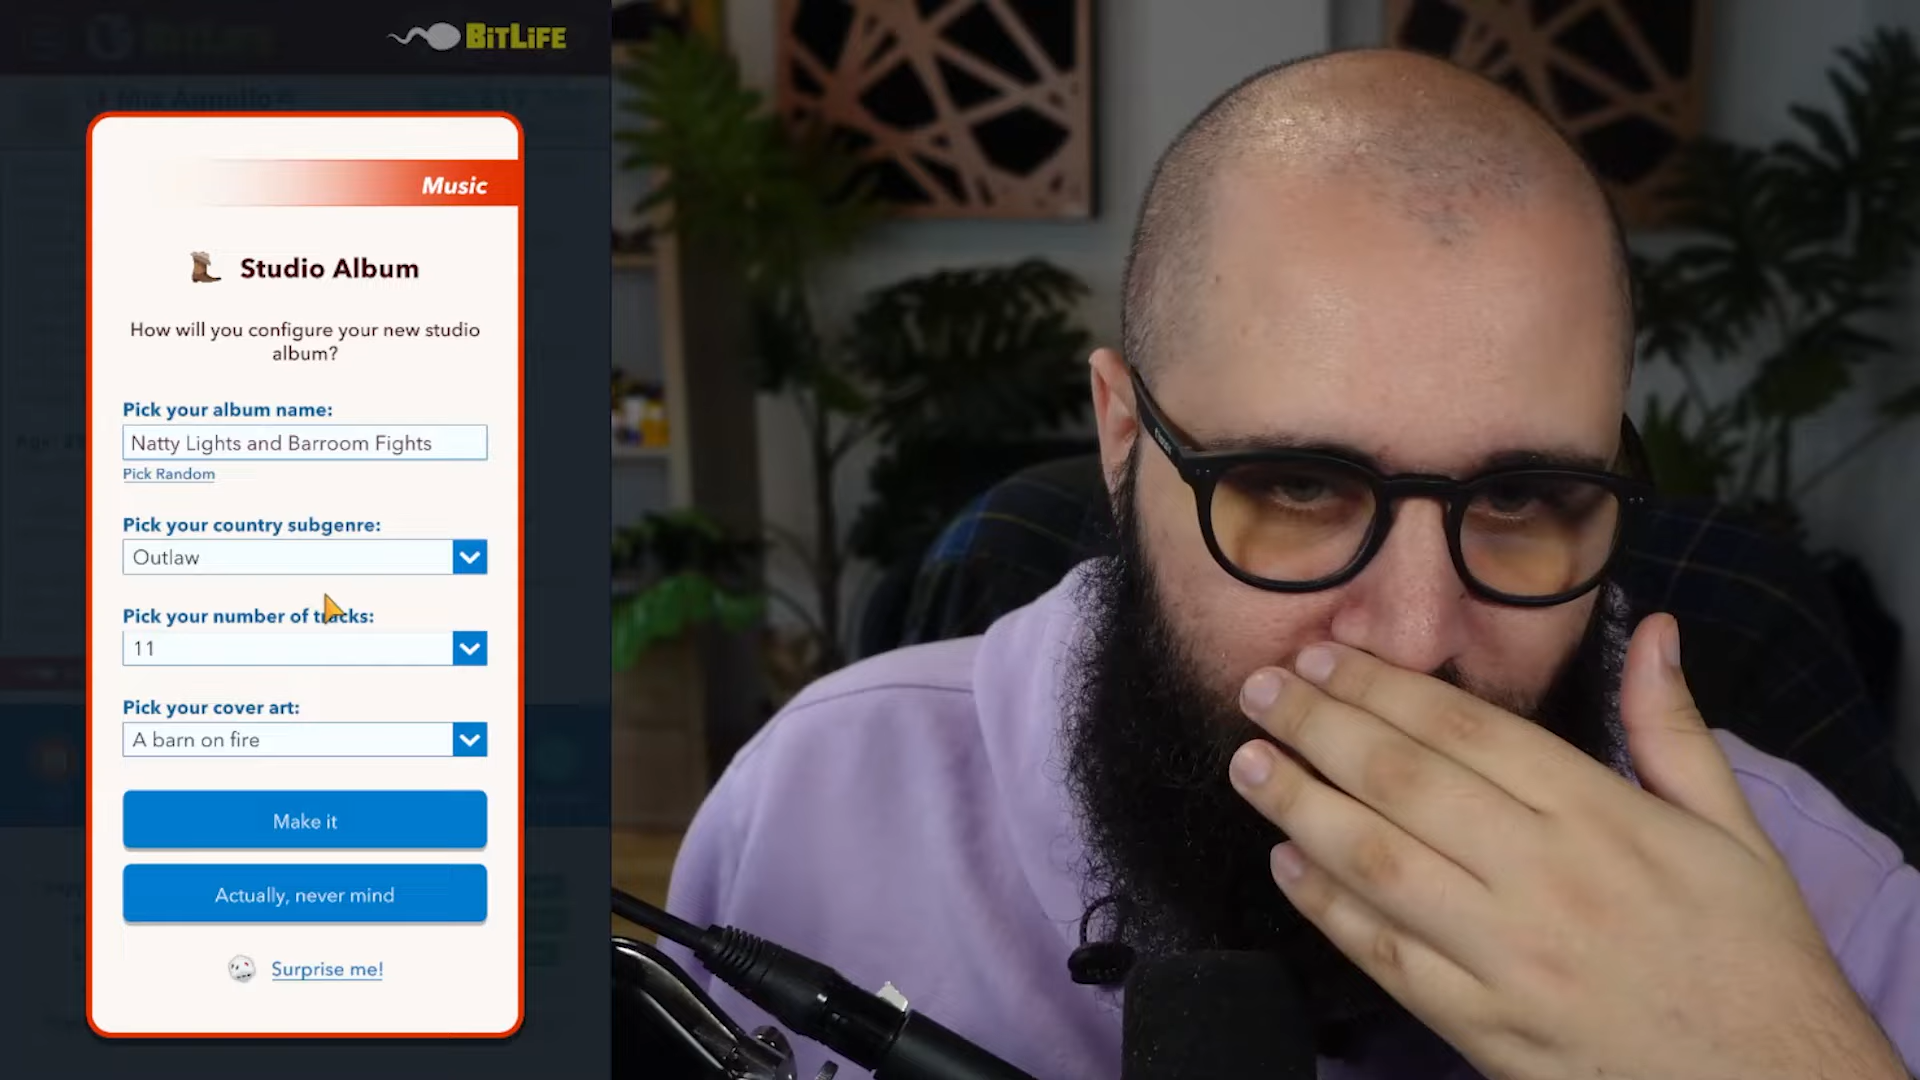 BITLIFE
Music
Studio Album
How will you configure your new studio
album?
Pick your album name:
Natty Lights and Barroom Fights
Pick Random
Pick your country subgenre:
Outlaw
Pick your number of tracks:
11
Pick your cover art:
A barn on fire
Make it
Actually, never mind
Surprise me!